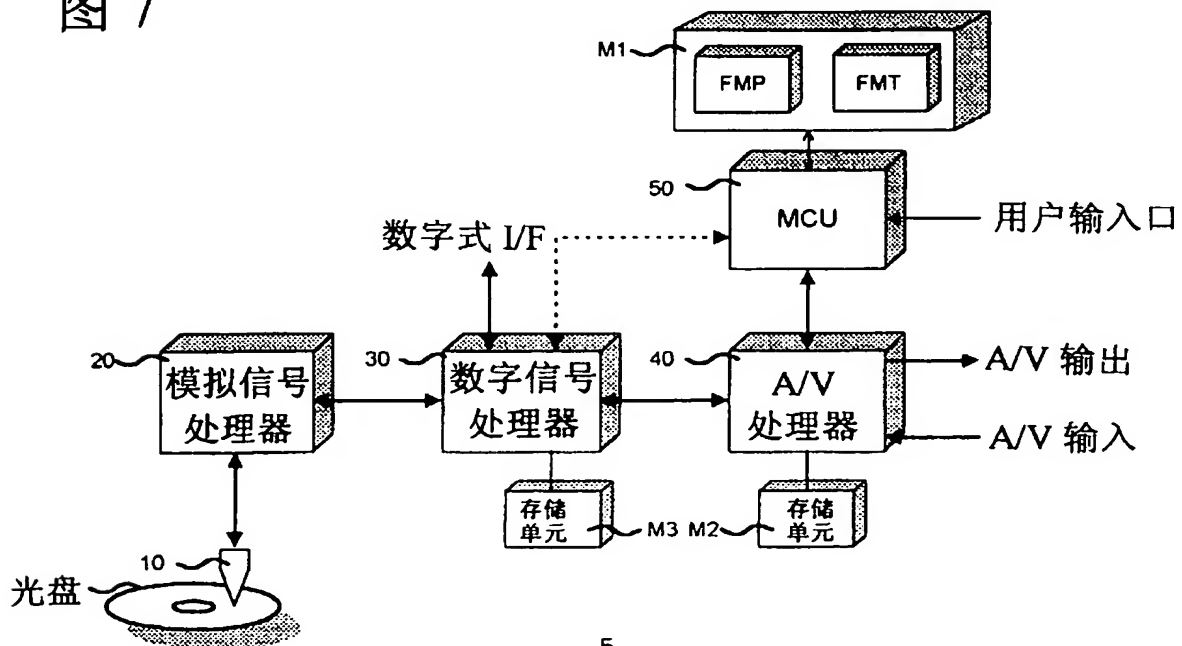 图 7
M1
FMP
FMT
50
MCU
用户输入口
数字式 I/F
20
模拟信号
处理器
30
数字信号
处理器
40
A/V
处理器
A/V 输出
A/V 输入
存储
单元
M3
M2
存储
单元
10
光盘